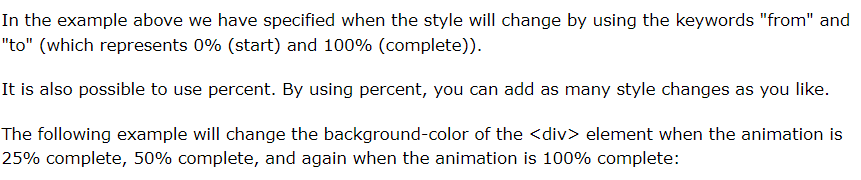 In the example above we have specified when the style will change by using the keywords "from" and
"to" (which represents 0% (start) and 100% (complete)).
It is also possible to use percent. By using percent, you can add as many style changes as you like.
The following example will change the background-color of the <div> element when the animation is
25% complete, 50% complete, and again when the animation is 100% complete: